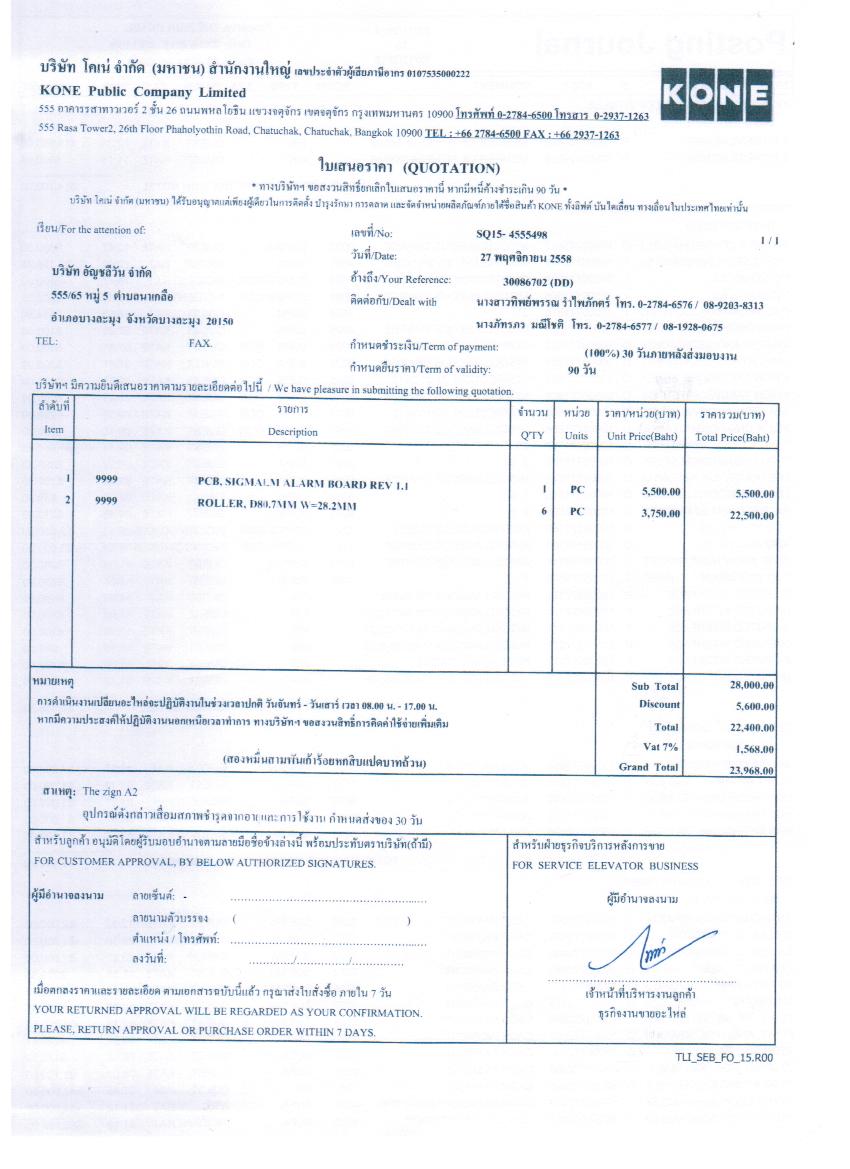 บริษัท โคเน่ จำกัด (มหาชน) สำนักงานใหญ่ เลขประจำตัวผู้เสียภาษีอากร 0107535000222
KONE Public Company Limited
555 อาคารรสาทาวเวอร์ 2 ชั้น 26 ถนนพหลโยธิน แขวงจตุจักร เขตจตุจักร กรุงเทพมหานคร 10900 โทรศัพท์ 0-2784-6500 โทรสาร 0-2937-1263
555 Rasa Tower2, 26th Floor Phaholyothin Road, Chatuchak, Chatuchak, Bangkok 10900 TEL : +66 2784-6500 FAX : +66 2937-1263
KONE
ใบเสนอราคา (QUOTATION)
* ทางบริษัทฯ ขอสงวนสิทธิ์ยกเลิกใบเสนอราคานี้ หากมีหนี้ค้างชำระเกิน 90 วัน *
บริษัท โคเน่ จำกัด (มหาชน) ได้รับอนุญาตแต่เพียงผู้เดียวในการติดตั้ง บำรุงรักษา การตลาด และจัดจำหน่ายผลิตภัณฑ์ภายใต้ชื่อสินค้า KONE ทั้งลิฟต์ บันไดเลื่อน ทางเลื่อนในประเทศไทยเท่านั้น
เรียน/For the attention of:
บริษัท อัญชลีวัน จำกัด
555/65 หมู่ 5 ตำบลนาเกลือ
อำเภอบางละมุง จังหวัดบางละมุง 20150
TEL: FAX.
เลขที่/No: SQ15- 4555498 1 / 1
วันที่/Date: 27 พฤศจิกายน 2558
อ้างถึง/Your Reference: 30086702 (DD)
ติดต่อกับ/Dealt with นางสาวทิพย์พรรณ รำไพภักดร์ โทร. 0-2784-6576 / 08-9203-8313
นางภัทรภร มณีโชติ โทร. 0-2784-6577 / 08-1928-0675
กำหนดชำระเงิน/Term of payment: (100%) 30 วันภายหลังส่งมอบงาน
กำหนดยืนราคา/Term of validity: 90 วัน
บริษัทฯ มีความยินดีเสนอราคาตามรายละเอียดต่อไปนี้ / We have pleasure in submitting the following quotation.
ลำดับที่ รายการ จำนวน หน่วย ราคา/หน่วย(บาท) ราคารวม(บาท)
Item Description Q'TY Units Unit Price(Baht) Total Price(Baht)
1 9999 PCB, SIGMALM ALARM BOARD REV 1.1 1 PC 5,500.00 5,500.00
2 9999 ROLLER, D80.7MM W=28.2MM 6 PC 3,750.00 22,500.00
หมายเหตุ
การดำเนินงานเปลี่ยนอะไหล่จะปฏิบัติงานในช่วงเวลาปกติ วันจันทร์ - วันเสาร์ เวลา 08.00 น. - 17.00 น.
หากมีความประสงค์ให้ปฏิบัติงานนอกเหนือเวลาทำการ ทางบริษัทฯ ขอสงวนสิทธิ์การคิดค่าใช้จ่ายเพิ่มเติม
(สองหมื่นสามพันเก้าร้อยหกสิบแปดบาทถ้วน)
Sub Total 28,000.00
Discount 5,600.00
Total 22,400.00
Vat 7% 1,568.00
Grand Total 23,968.00
สาเหตุ: The zign A2
อุปกรณ์ดังกล่าวเสื่อมสภาพชำรุดจากอายุและการใช้งาน กำหนดส่งของ 30 วัน
สำหรับลูกค้า อนุมัติโดยผู้รับมอบอำนาจตามลายมือชื่อข้างล่างนี้ พร้อมประทับตราบริษัท(ถ้ามี)
FOR CUSTOMER APPROVAL, BY BELOW AUTHORIZED SIGNATURES.
ผู้มีอำนาจลงนาม ลายเซ็นต์: - ..................................................
ลายนามตัวบรรจง ( )
ตำแหน่ง / โทรศัพท์: ..................................................
ลงวันที่: ............/.............../...............
เมื่อตกลงราคาและรายละเอียด ตามเอกสารฉบับนี้แล้ว กรุณาส่งใบสั่งซื้อ ภายใน 7 วัน
YOUR RETURNED APPROVAL WILL BE REGARDED AS YOUR CONFIRMATION.
PLEASE, RETURN APPROVAL OR PURCHASE ORDER WITHIN 7 DAYS.
สำหรับฝ่ายธุรกิจบริการหลังการขาย
FOR SERVICE ELEVATOR BUSINESS
ผู้มีอำนาจลงนาม
เจ้าหน้าที่บริหารงานลูกค้า
ธุรกิจงานขายอะไหล่
TLI_SEB_FO_15.R00